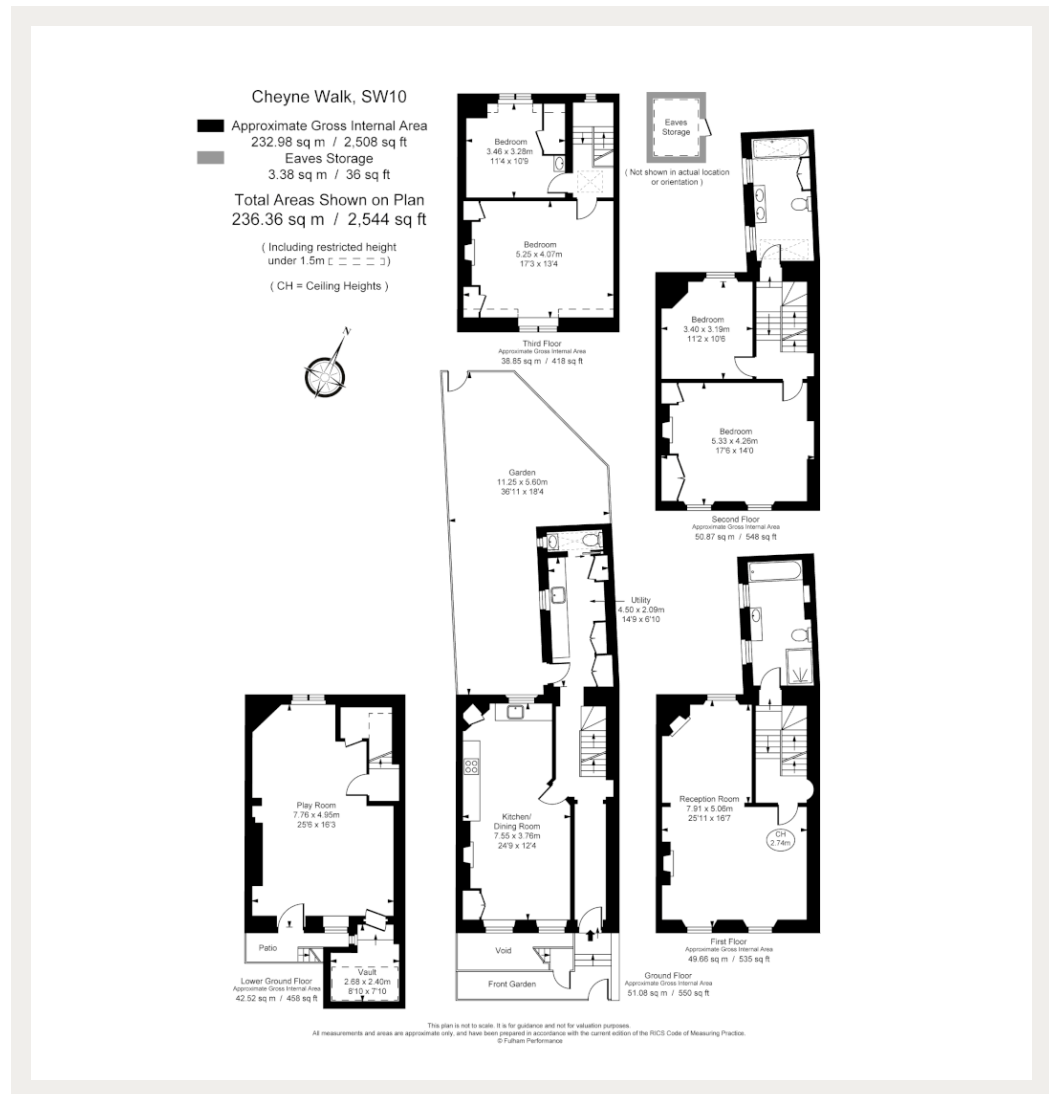 Cheyne Walk, SW10
Approximate Gross Internal Area
232.98 sq m / 2,508 sq ft
Eaves Storage
3.38 sq m / 36 sq ft
Total Areas Shown on Plan
236.36 sq m / 2,544 sq ft
( Including restricted height
under 1.5m )
( CH = Ceiling Heights )
N
Bedroom
3.46 x 3.28m
11'4 x 10'9
Bedroom
5.25 x 4.07m
17'3 x 13'4
Third Floor
Approximate Gross Internal Area
38.85 sq m / 418 sq ft
Eaves
Storage
( Not shown in actual location
or orientation )
Bedroom
3.40 x 3.19m
11'2 x 10'6
Bedroom
5.33 x 4.26m
17'6 x 14'0
Second Floor
Approximate Gross Internal Area
50.87 sq m / 548 sq ft
Garden
11.25 x 5.60m
36'11 x 18'4
Utility
4.50 x 2.09m
14'9 x 6'10
Kitchen/
Dining Room
7.55 x 3.76m
24'9 x 12'4
Void
Front Garden
Ground Floor
Approximate Gross Internal Area
51.08 sq m / 550 sq ft
Reception Room
7.91 x 5.06m
25'11 x 16'7
CH
2.74m
First Floor
Approximate Gross Internal Area
49.66 sq m / 535 sq ft
Play Room
7.76 x 4.95m
25'6 x 16'3
Patio
Vault
2.68 x 2.40m
8'10 x 7'10
Lower Ground Floor
Approximate Gross Internal Area
42.52 sq m / 458 sq ft
This plan is not to scale. It is for guidance and not for valuation purposes.
All measurements and areas are approximate only, and have been prepared in accordance with the current edition of the RICS Code of Measuring Practice.
© Fulham Performance